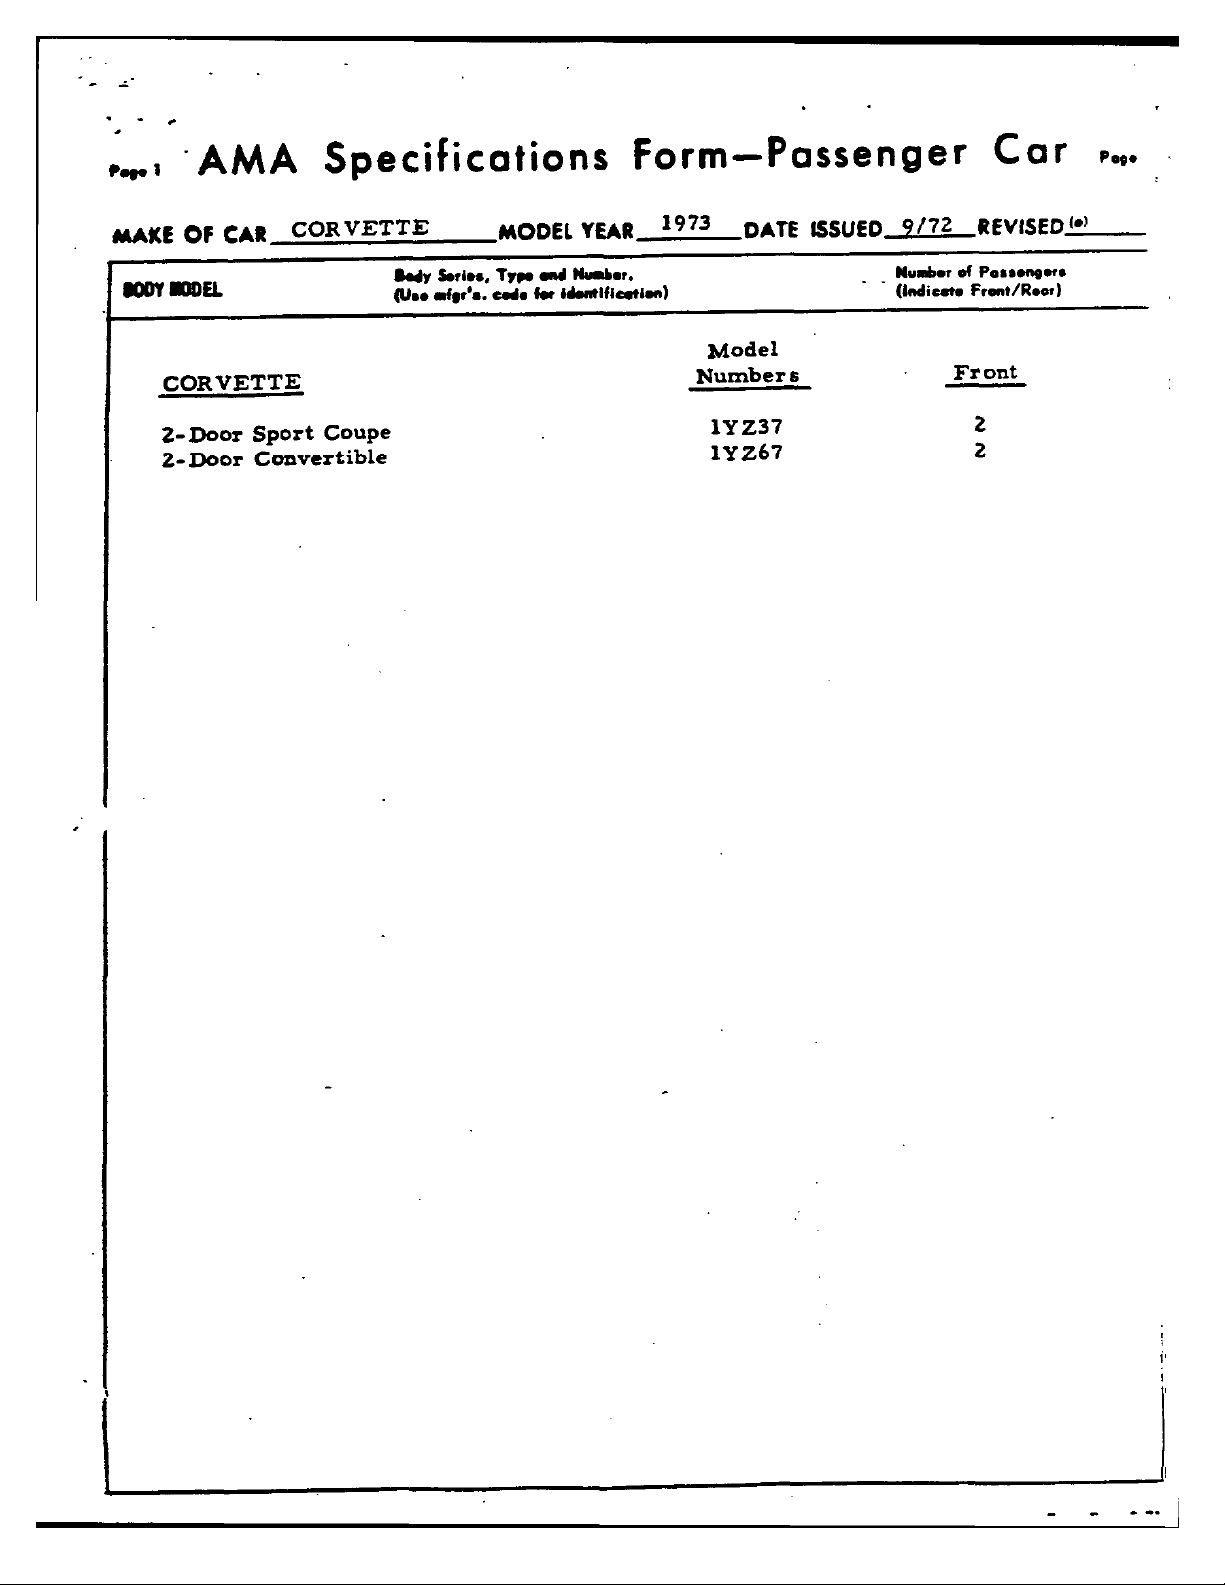 Page 1 AMA Specifications Form—Passenger Car Page
MAKE OF CAR CORVETTE MODEL YEAR 1973 DATE ISSUED 9/72 REVISED (•)
BODY MODEL
Body Series, Type and Number.
(Use mfgr's. code for identification)
Number of Passengers
(Indicate Front/Rear)
Model
CORVETTE Numbers Front
2-Door Sport Coupe 1YZ37 2
2-Door Convertible 1YZ67 2